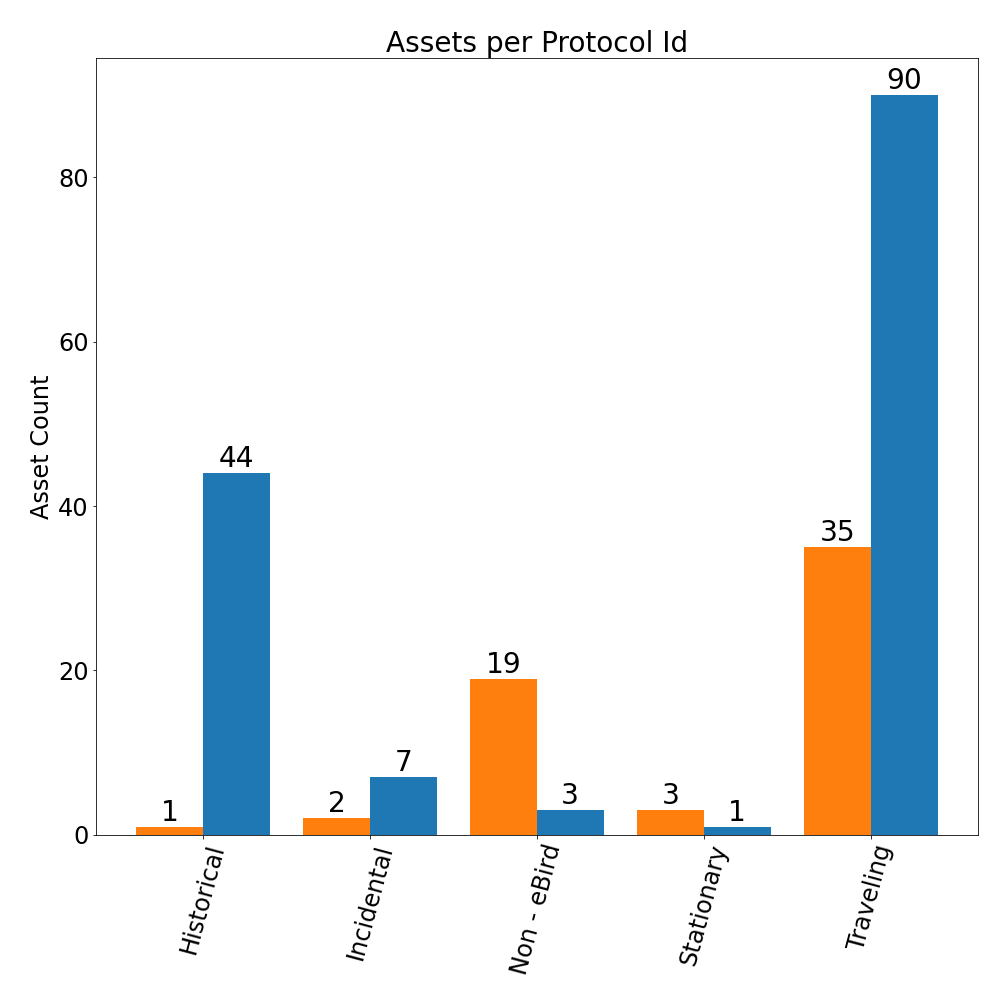 Assets per Protocol Id
90
80
60
Asset Count
44
40
35
20
19
1
2
7
3
3
1
0
Historical
Incidental
Non - eBird
Stationary
Traveling